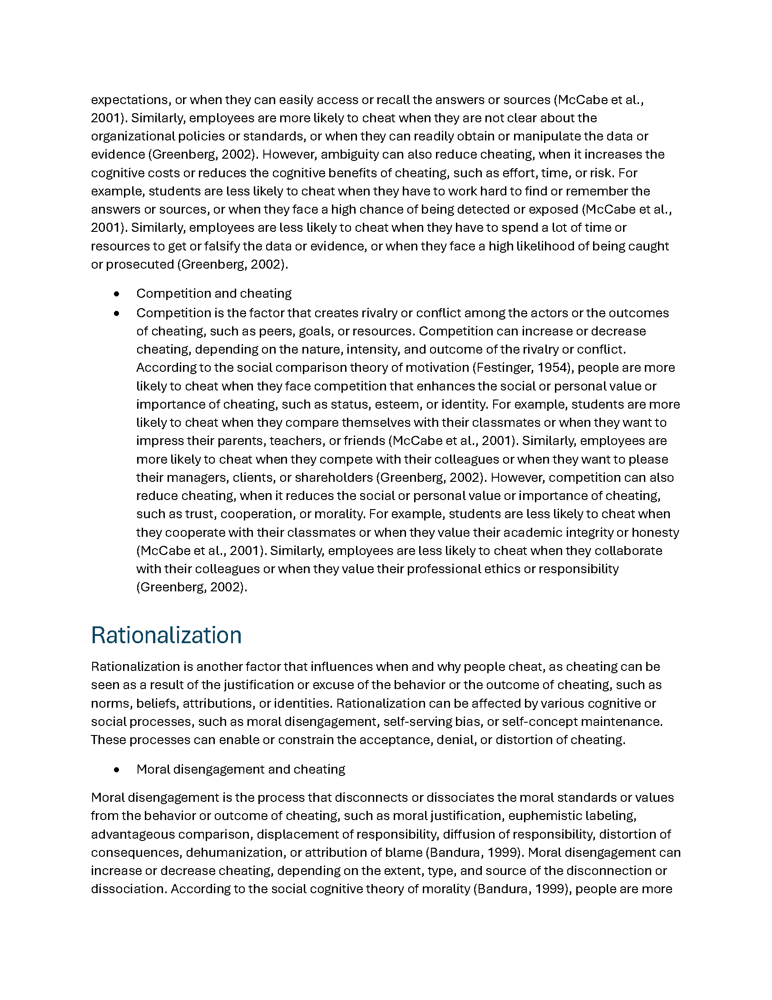 expectations, or when they can easily access or recall the answers or sources (McCabe et al.,
2001). Similarly, employees are more likely to cheat when they are not clear about the
organizational policies or standards, or when they can readily obtain or manipulate the data or
evidence (Greenberg, 2002). However, ambiguity can also reduce cheating, when it increases the
cognitive costs or reduces the cognitive benefits of cheating, such as effort, time, or risk. For
example, students are less likely to cheat when they have to work hard to find or remember the
answers or sources, or when they face a high chance of being detected or exposed (McCabe et al.,
2001). Similarly, employees are less likely to cheat when they have to spend a lot of time or
resources to get or falsify the data or evidence, or when they face a high likelihood of being caught
or prosecuted (Greenberg, 2002).
• Competition and cheating
• Competition is the factor that creates rivalry or conflict among the actors or the outcomes
of cheating, such as peers, goals, or resources. Competition can increase or decrease
cheating, depending on the nature, intensity, and outcome of the rivalry or conflict.
According to the social comparison theory of motivation (Festinger, 1954), people are more
likely to cheat when they face competition that enhances the social or personal value or
importance of cheating, such as status, esteem, or identity. For example, students are more
likely to cheat when they compare themselves with their classmates or when they want to
impress their parents, teachers, or friends (McCabe et al., 2001). Similarly, employees are
more likely to cheat when they compete with their colleagues or when they want to please
their managers, clients, or shareholders (Greenberg, 2002). However, competition can also
reduce cheating, when it reduces the social or personal value or importance of cheating,
such as trust, cooperation, or morality. For example, students are less likely to cheat when
they cooperate with their classmates or when they value their academic integrity or honesty
(McCabe et al., 2001). Similarly, employees are less likely to cheat when they collaborate
with their colleagues or when they value their professional ethics or responsibility
(Greenberg, 2002).
Rationalization
Rationalization is another factor that influences when and why people cheat, as cheating can be
seen as a result of the justification or excuse of the behavior or the outcome of cheating, such as
norms, beliefs, attributions, or identities. Rationalization can be affected by various cognitive or
social processes, such as moral disengagement, self-serving bias, or self-concept maintenance.
These processes can enable or constrain the acceptance, denial, or distortion of cheating.
• Moral disengagement and cheating
Moral disengagement is the process that disconnects or dissociates the moral standards or values
from the behavior or outcome of cheating, such as moral justification, euphemistic labeling,
advantageous comparison, displacement of responsibility, diffusion of responsibility, distortion of
consequences, dehumanization, or attribution of blame (Bandura, 1999). Moral disengagement can
increase or decrease cheating, depending on the extent, type, and source of the disconnection or
dissociation. According to the social cognitive theory of morality (Bandura, 1999), people are more